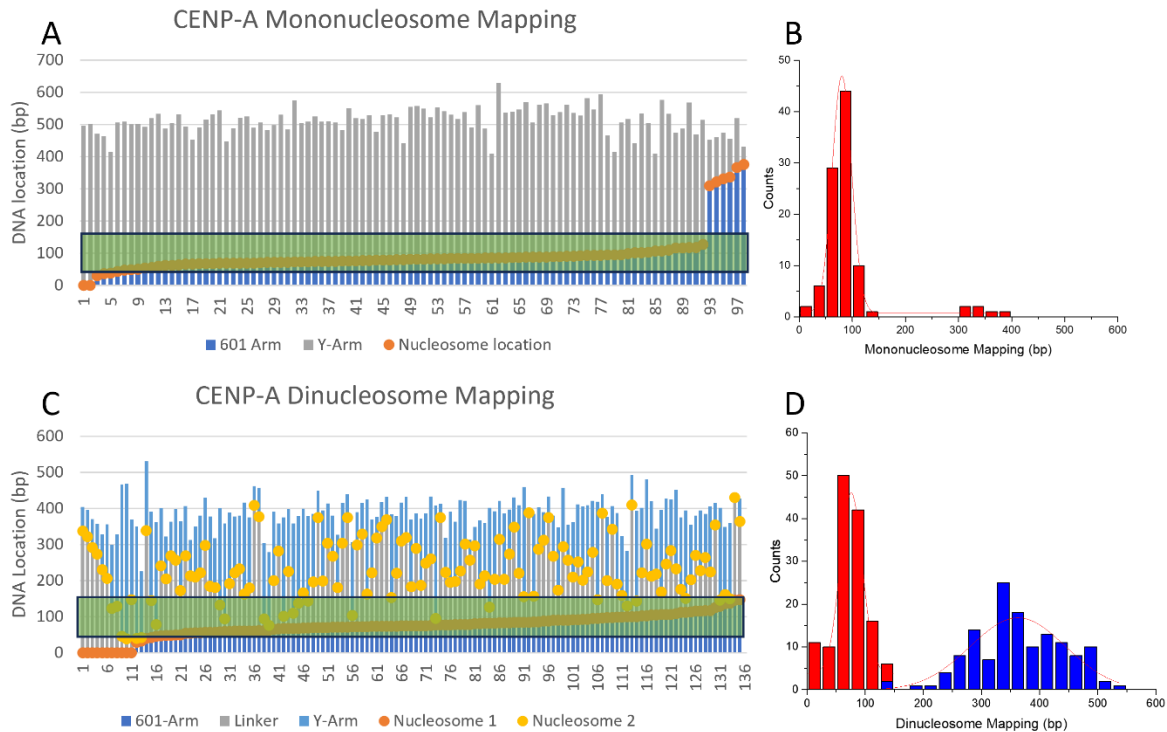 A
CENP-A Mononucleosome Mapping
DNA location (bp)
700
600
500
400
300
200
100
0
1 5 9 13 17 21 25 29 33 37 41 45 49 53 57 61 65 69 73 77 81 85 89 93 97
601 Arm Y-Arm Nucleosome location
B
Counts
50
40
30
20
10
0
0 100 200 300 400 500 600
Mononucleosome Mapping (bp)
C
CENP-A Dinucleosome Mapping
DNA Location (bp)
600
500
400
300
200
100
0
1 6 11 16 21 26 31 36 41 46 51 56 61 66 71 76 81 86 91 96 101 106 111 116 121 126 131 136
601-Arm Linker Y-Arm Nucleosome 1 Nucleosome 2
D
Counts
60
50
40
30
20
10
0
0 100 200 300 400 500 600
Dinucleosome Mapping (bp)